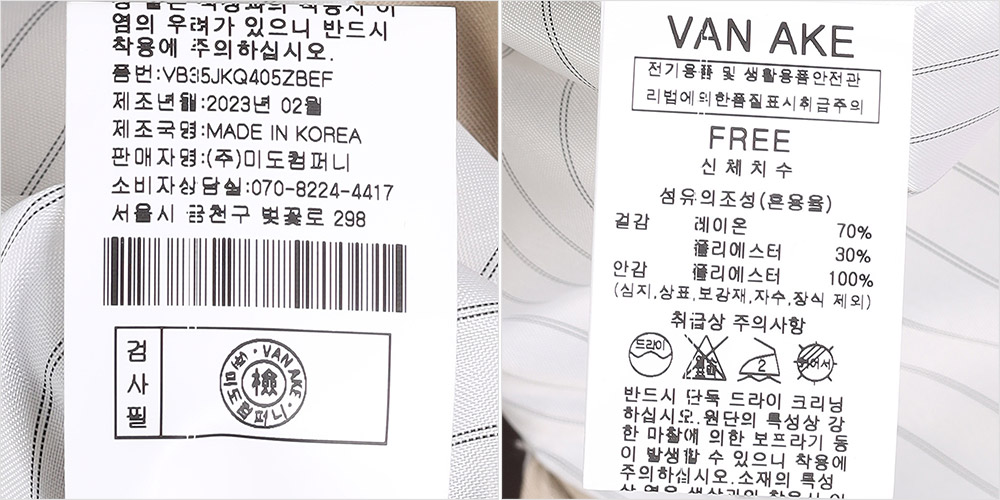 염의 우려가 있으니 반드시
착용에 주의하십시오.
품번:VB35JKQ405ZBEF
제조년월:2023년 02월
제조국명:MADE IN KOREA
판매자명:(주)미도컴퍼니
소비자상담실:070-8224-4417
서울시 금천구 벚꽃로 298
검
사
필
VAN AKE · (주)미도컴퍼니 ·
檢
VAN AKE
전기용품 및 생활용품안전관
리법에의한품질표시취급주의
FREE
신체치수
섬유의조성(혼용율)
겉감 레이온 70%
폴리에스터 30%
안감 폴리에스터 100%
(심지,상표,보강재,자수,장식 제외)
취급상 주의사항
드라이
2
반드시 단독 드라이 크리닝
하십시오.원단의 특성상 강
한 마찰에 의한 보프라기 등
이 발생할 수 있으니 착용에
주의하십시오.소재의 특성